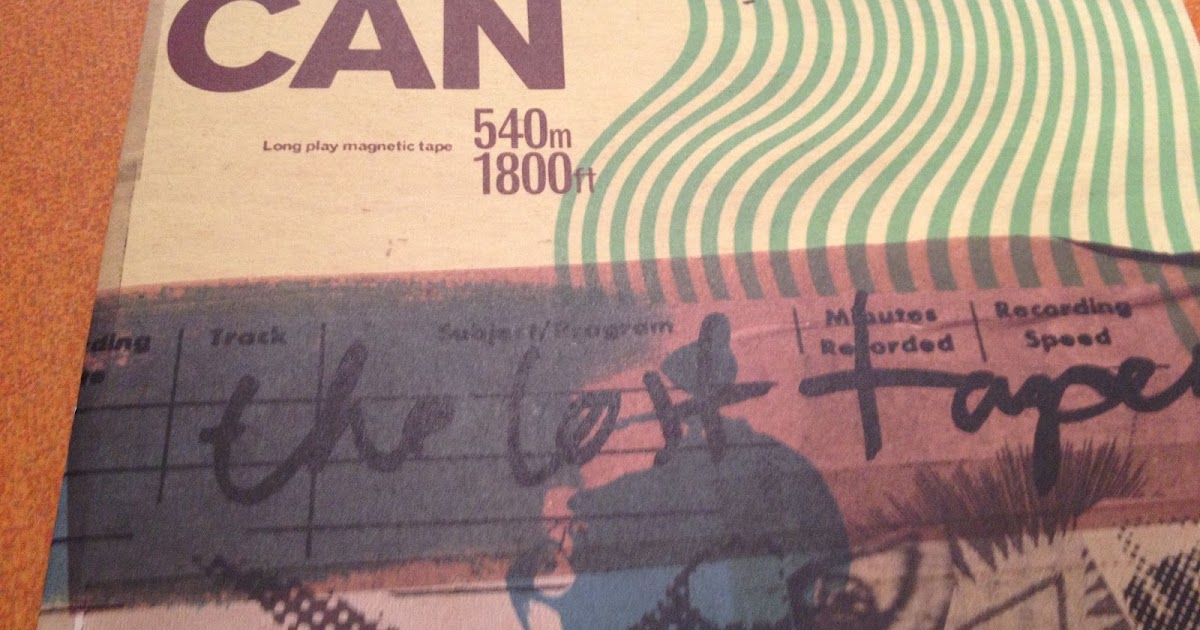 CAN
Long play magnetic tape
540m
1800ft
Track
Subject/Program
Minutes
Recorded
Recording
Speed
the lost tapes